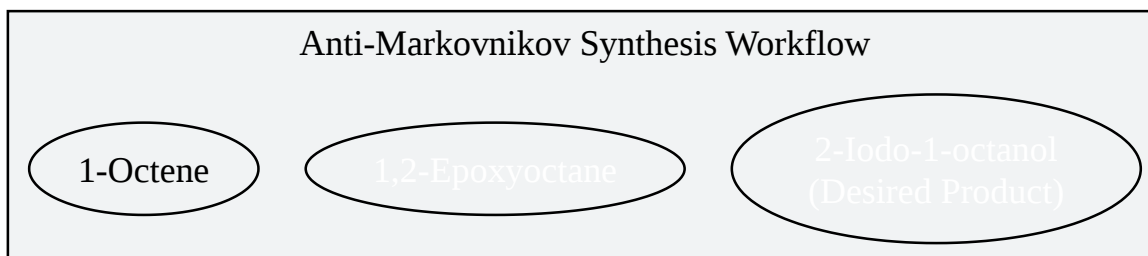 Anti-Markovnikov Synthesis Workflow
1-Octene
1,2-Epoxyoctane
2-Iodo-1-octanol
(Desired Product)